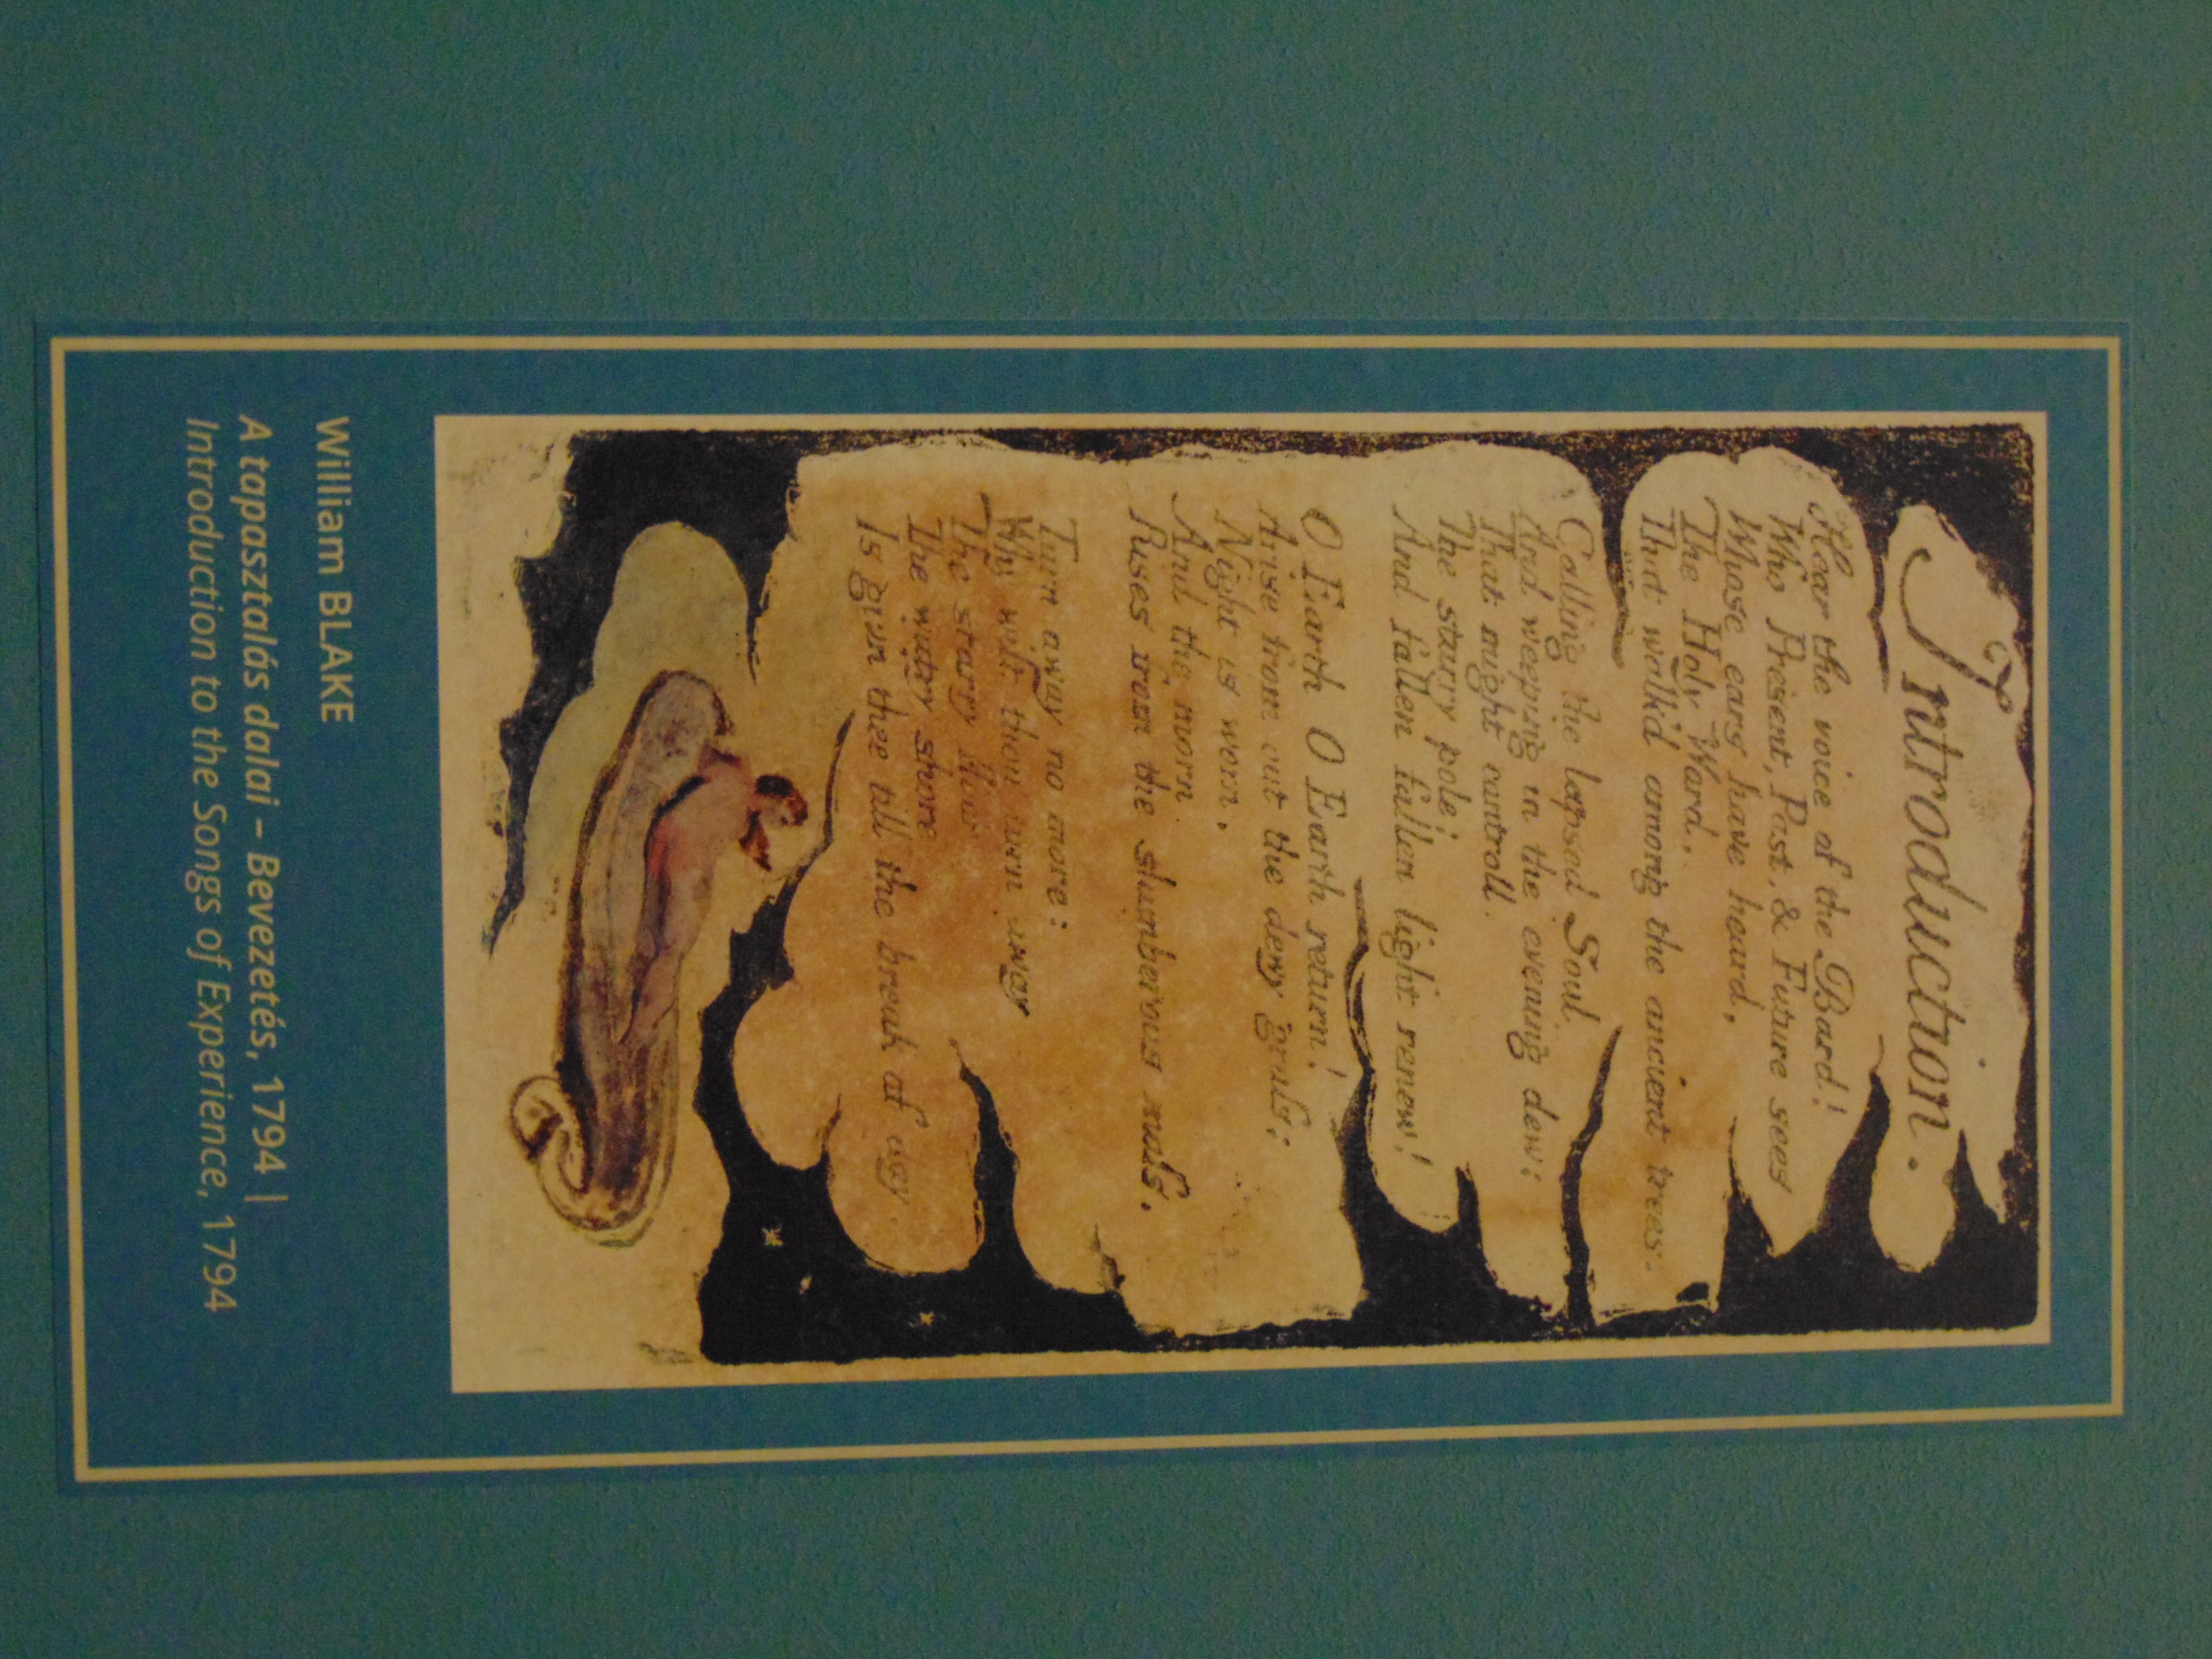 Introduction.
Hear the voice of the Bard!
Who Present, Past, & Future sees
Whose ears have heard,
The Holy Word,
That walk'd among the ancient trees.
Calling the lapsed Soul
And weeping in the evening dew:
That might controll
The starry pole;
And fallen fallen light renew!
O Earth O Earth return!
Arise from out the dewy grass;
Night is worn,
And the morn
Rises from the slumberous mass.
Turn away no more:
Why wilt thou turn away
The starry floor
The watry shore
Is giv'n thee till the break of day.
William BLAKE
A tapasztalás dalai – Bevezetés, 1794 |
Introduction to the Songs of Experience, 1794